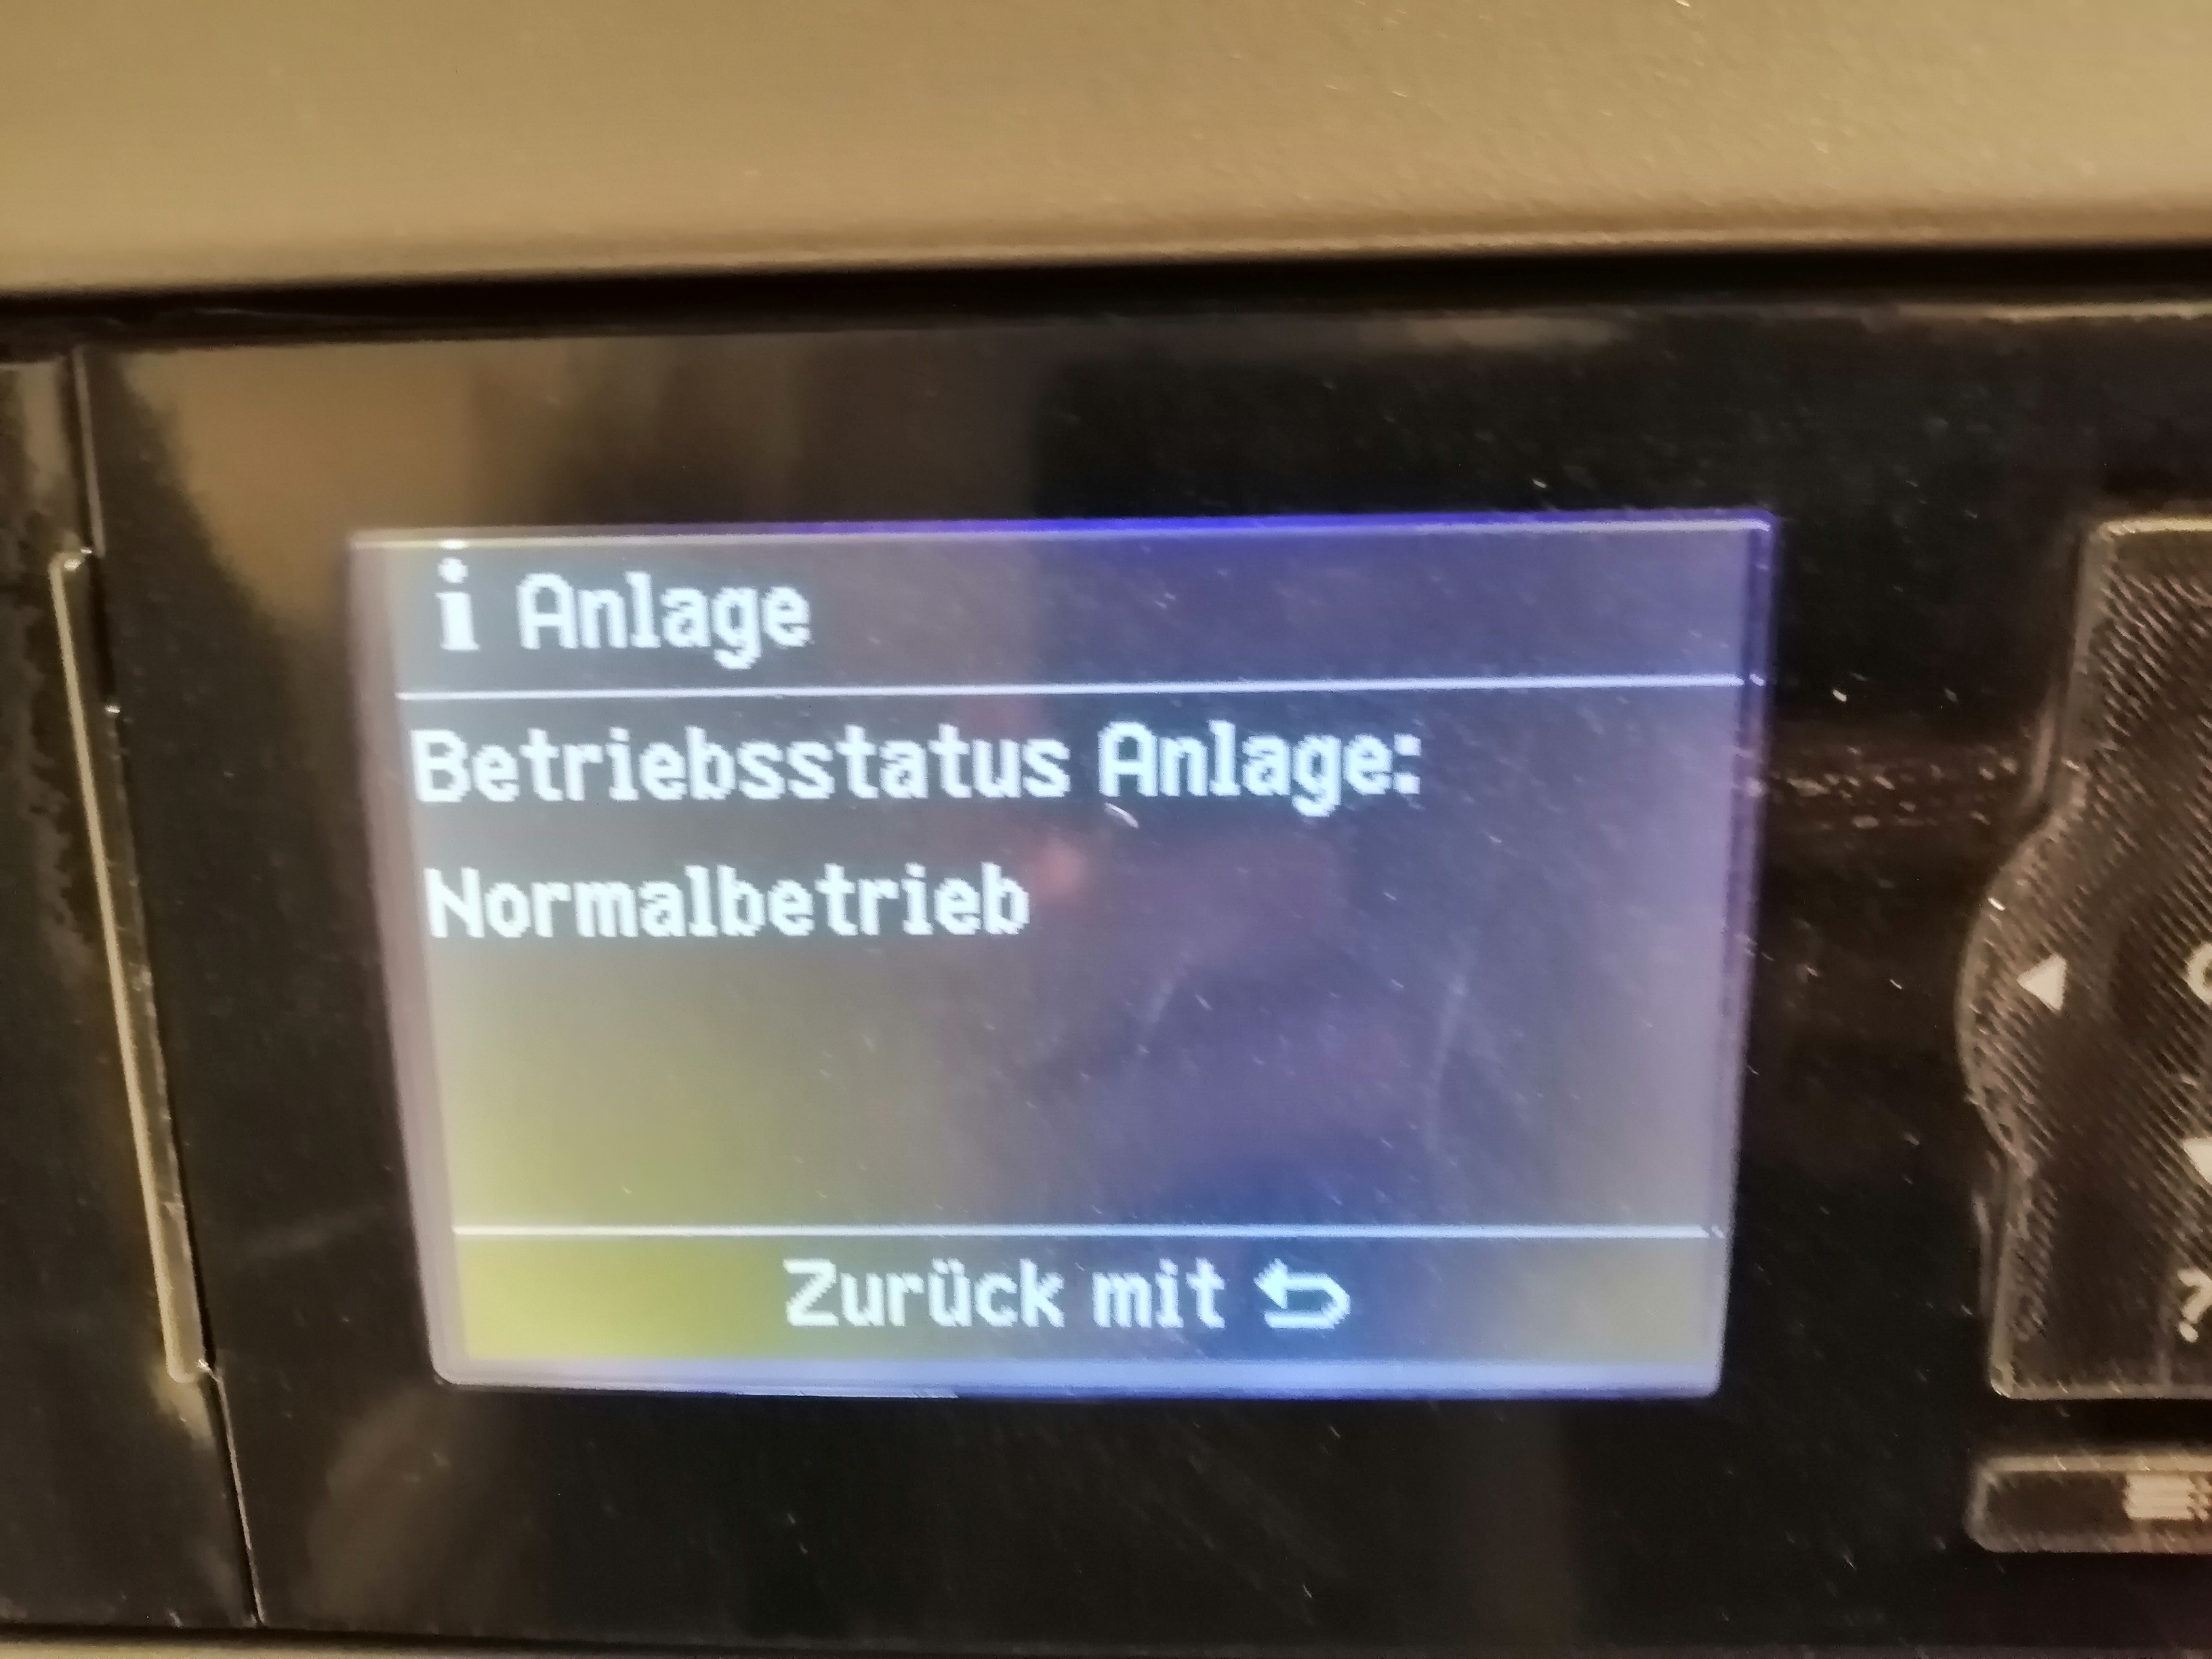 i Anlage
Betriebsstatus Anlage:
Normalbetrieb
Zurück mit
?